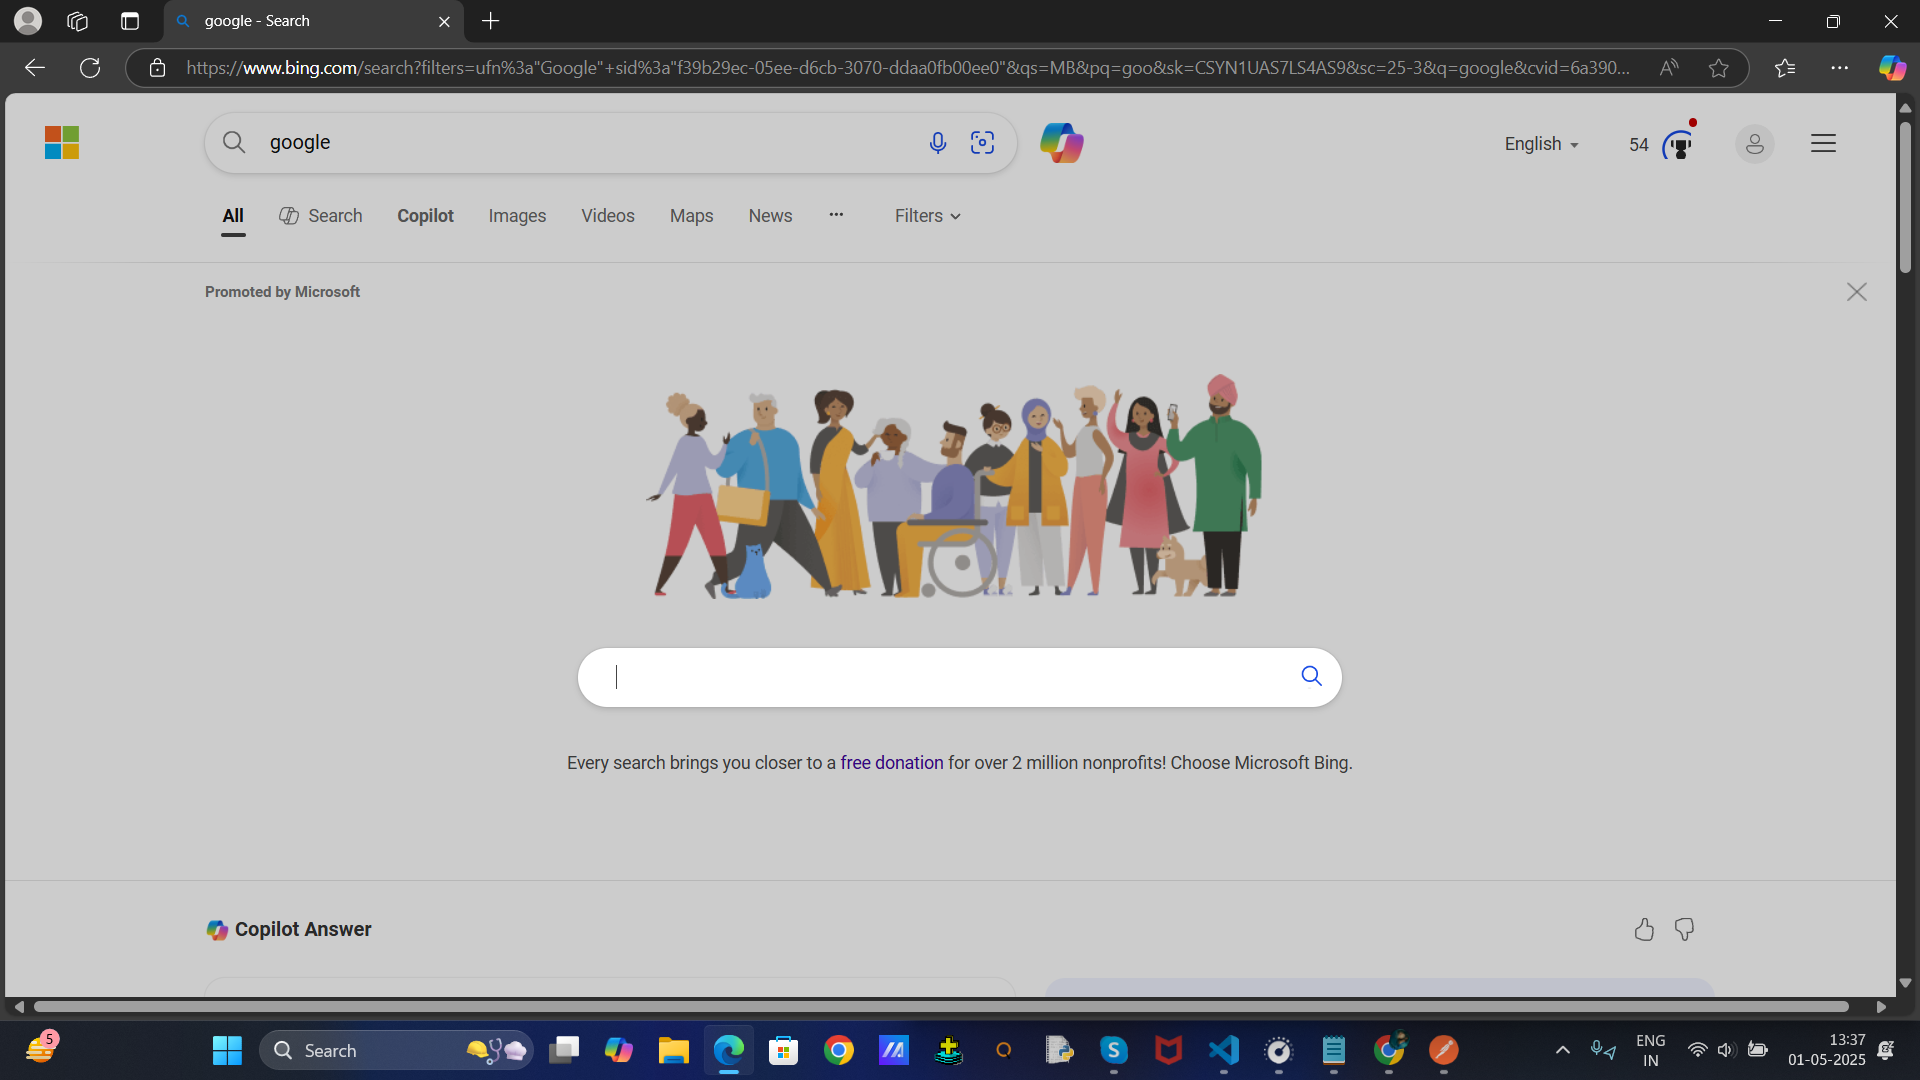 google - Search
https://www.bing.com/search?filters=ufn%3a"Google"+sid%3a"f39b29ec-05ee-d6cb-3070-ddaa0fb00ee0"&qs=MB&pq=goo&sk=CSYN1UAS7LS4AS9&sc=25-3&q=google&cvid=6a390...
google
English
54
All Search Copilot Images Videos Maps News ... Filters
Promoted by Microsoft
Every search brings you closer to a free donation for over 2 million nonprofits! Choose Microsoft Bing.
Copilot Answer
5
Search
ENG
IN
13:37
01-05-2025